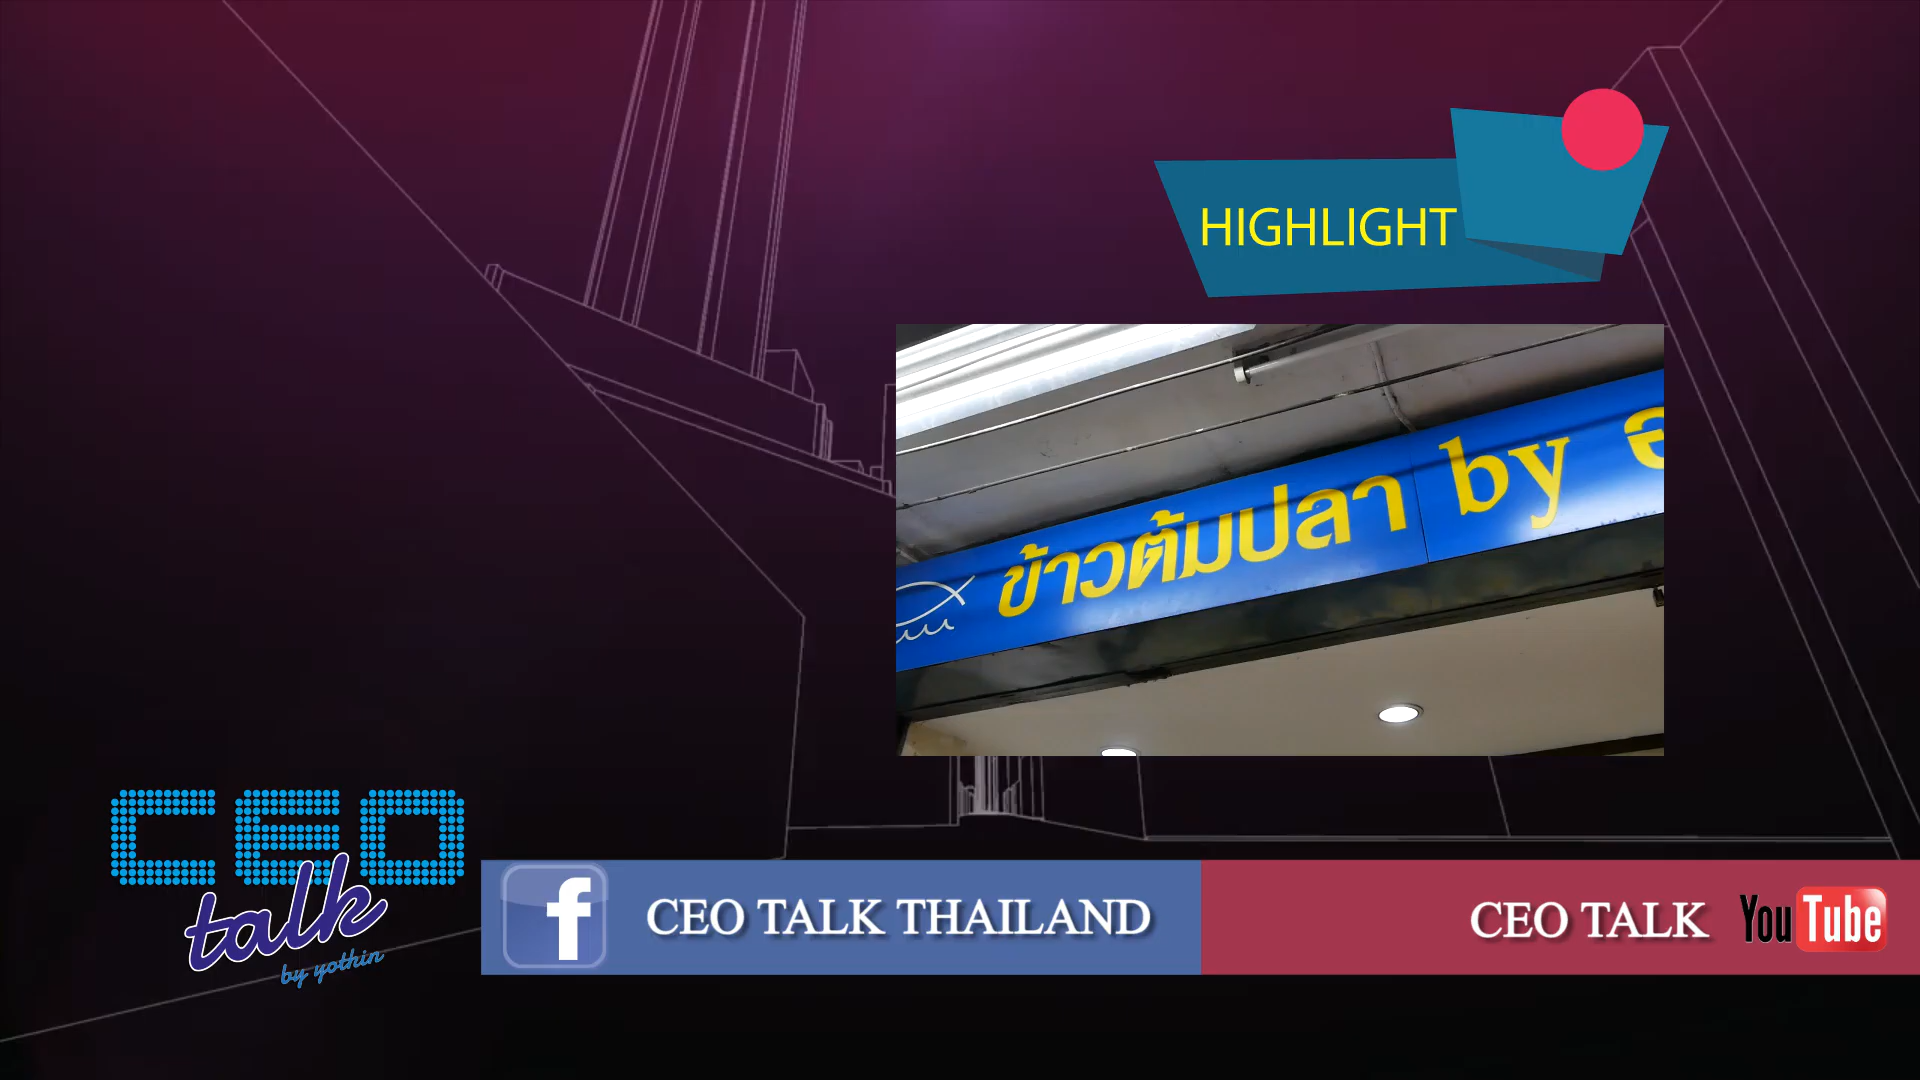 HIGHLIGHT
ข้าวต้มปลา by
CEO
talk
by yothin
CEO TALK THAILAND
CEO TALK YouTube